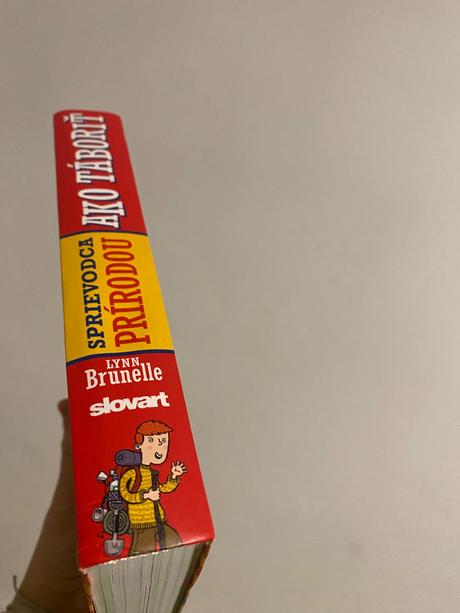 AKO TÁBORIŤ
SPRIEVODCA
PRÍRODOU
LYNN
Brunelle
slovart